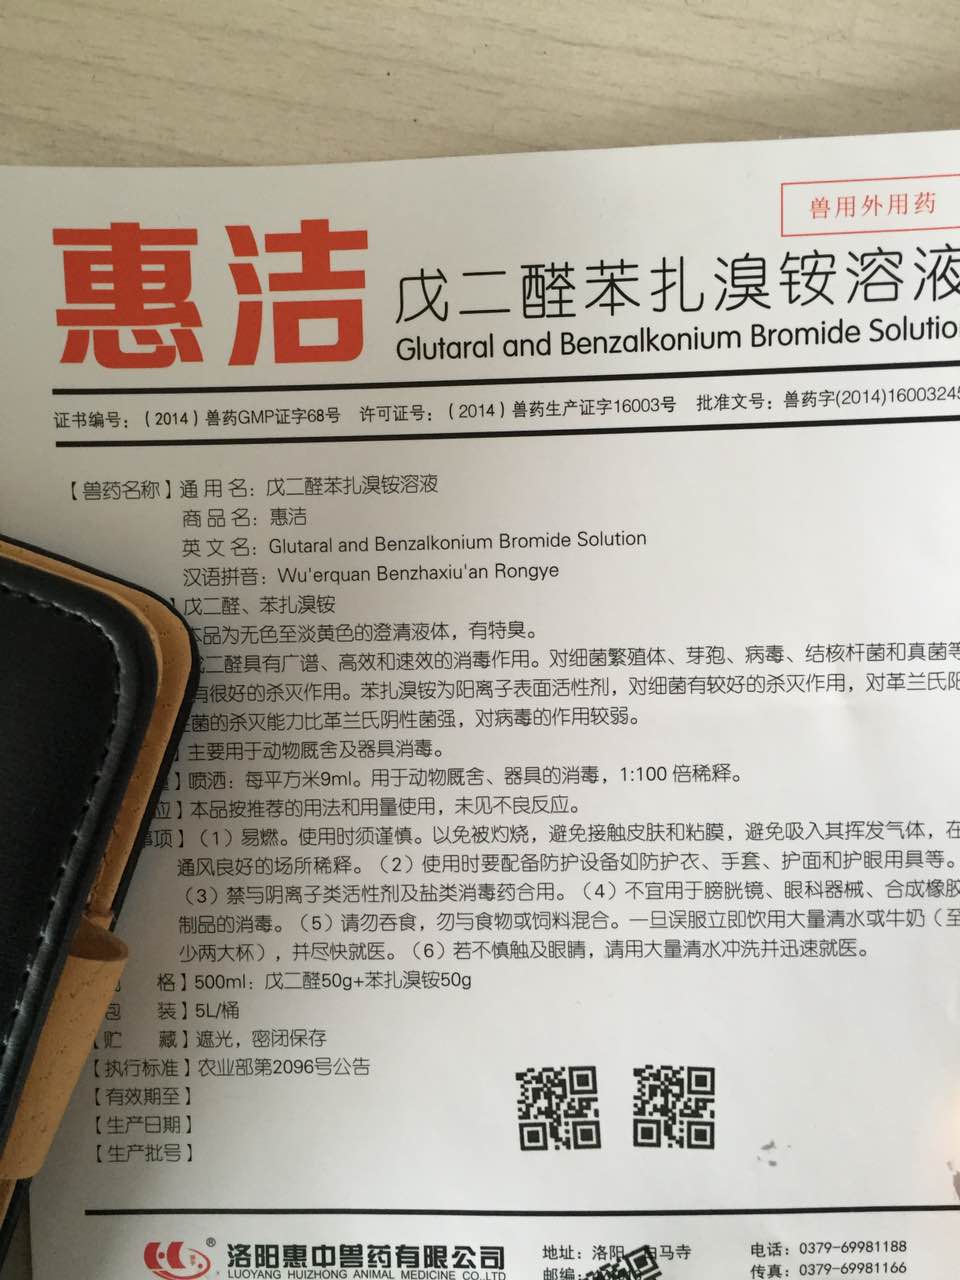 兽用外用药
惠洁
戊二醛苯扎溴铵溶液
Glutaral and Benzalkonium Bromide Solutio
证书编号：（2014）兽药GMP证字68号 许可证号：（2014）兽药生产证字16003号 批准文号：兽药字(2014)16003245
【兽药名称】通用名：戊二醛苯扎溴铵溶液
商品名：惠洁
英文名：Glutaral and Benzalkonium Bromide Solution
汉语拼音：Wu'erquan Benzhaxiu'an Rongye
】戊二醛、苯扎溴铵
本品为无色至淡黄色的澄清液体，有特臭。
戊二醛具有广谱、高效和速效的消毒作用。对细菌繁殖体、芽孢、病毒、结核杆菌和真菌等
有很好的杀灭作用。苯扎溴铵为阳离子表面活性剂，对细菌有较好的杀灭作用，对革兰氏阳
性菌的杀灭能力比革兰氏阴性菌强，对病毒的作用较弱。
】主要用于动物厩舍及器具消毒。
】喷洒：每平方米9ml。用于动物厩舍、器具的消毒，1:100 倍稀释。
应】本品按推荐的用法和用量使用，未见不良反应。
事项】（1）易燃。使用时须谨慎。以免被灼烧，避免接触皮肤和粘膜，避免吸入其挥发气体，在
通风良好的场所稀释。（2）使用时要配备防护设备如防护衣、手套、护面和护眼用具等。
（3）禁与阴离子类活性剂及盐类消毒药合用。（4）不宜用于膀胱镜、眼科器械、合成橡胶
制品的消毒。（5）请勿吞食，勿与食物或饲料混合。一旦误服立即饮用大量清水或牛奶（至
少两大杯），并尽快就医。（6）若不慎触及眼睛，请用大量清水冲洗并迅速就医。
格】500ml：戊二醛50g+苯扎溴铵50g
包 装】5L/桶
【贮 藏】遮光，密闭保存
【执行标准】农业部第2096号公告
【有效期至】
【生产日期】
【生产批号】
洛阳惠中兽药有限公司
LUOYANG HUIZHONG ANIMAL MEDICINE CO.,LTD
地址：洛阳 白马寺
邮编：
电话：0379-69981188
传真：0379-69981166